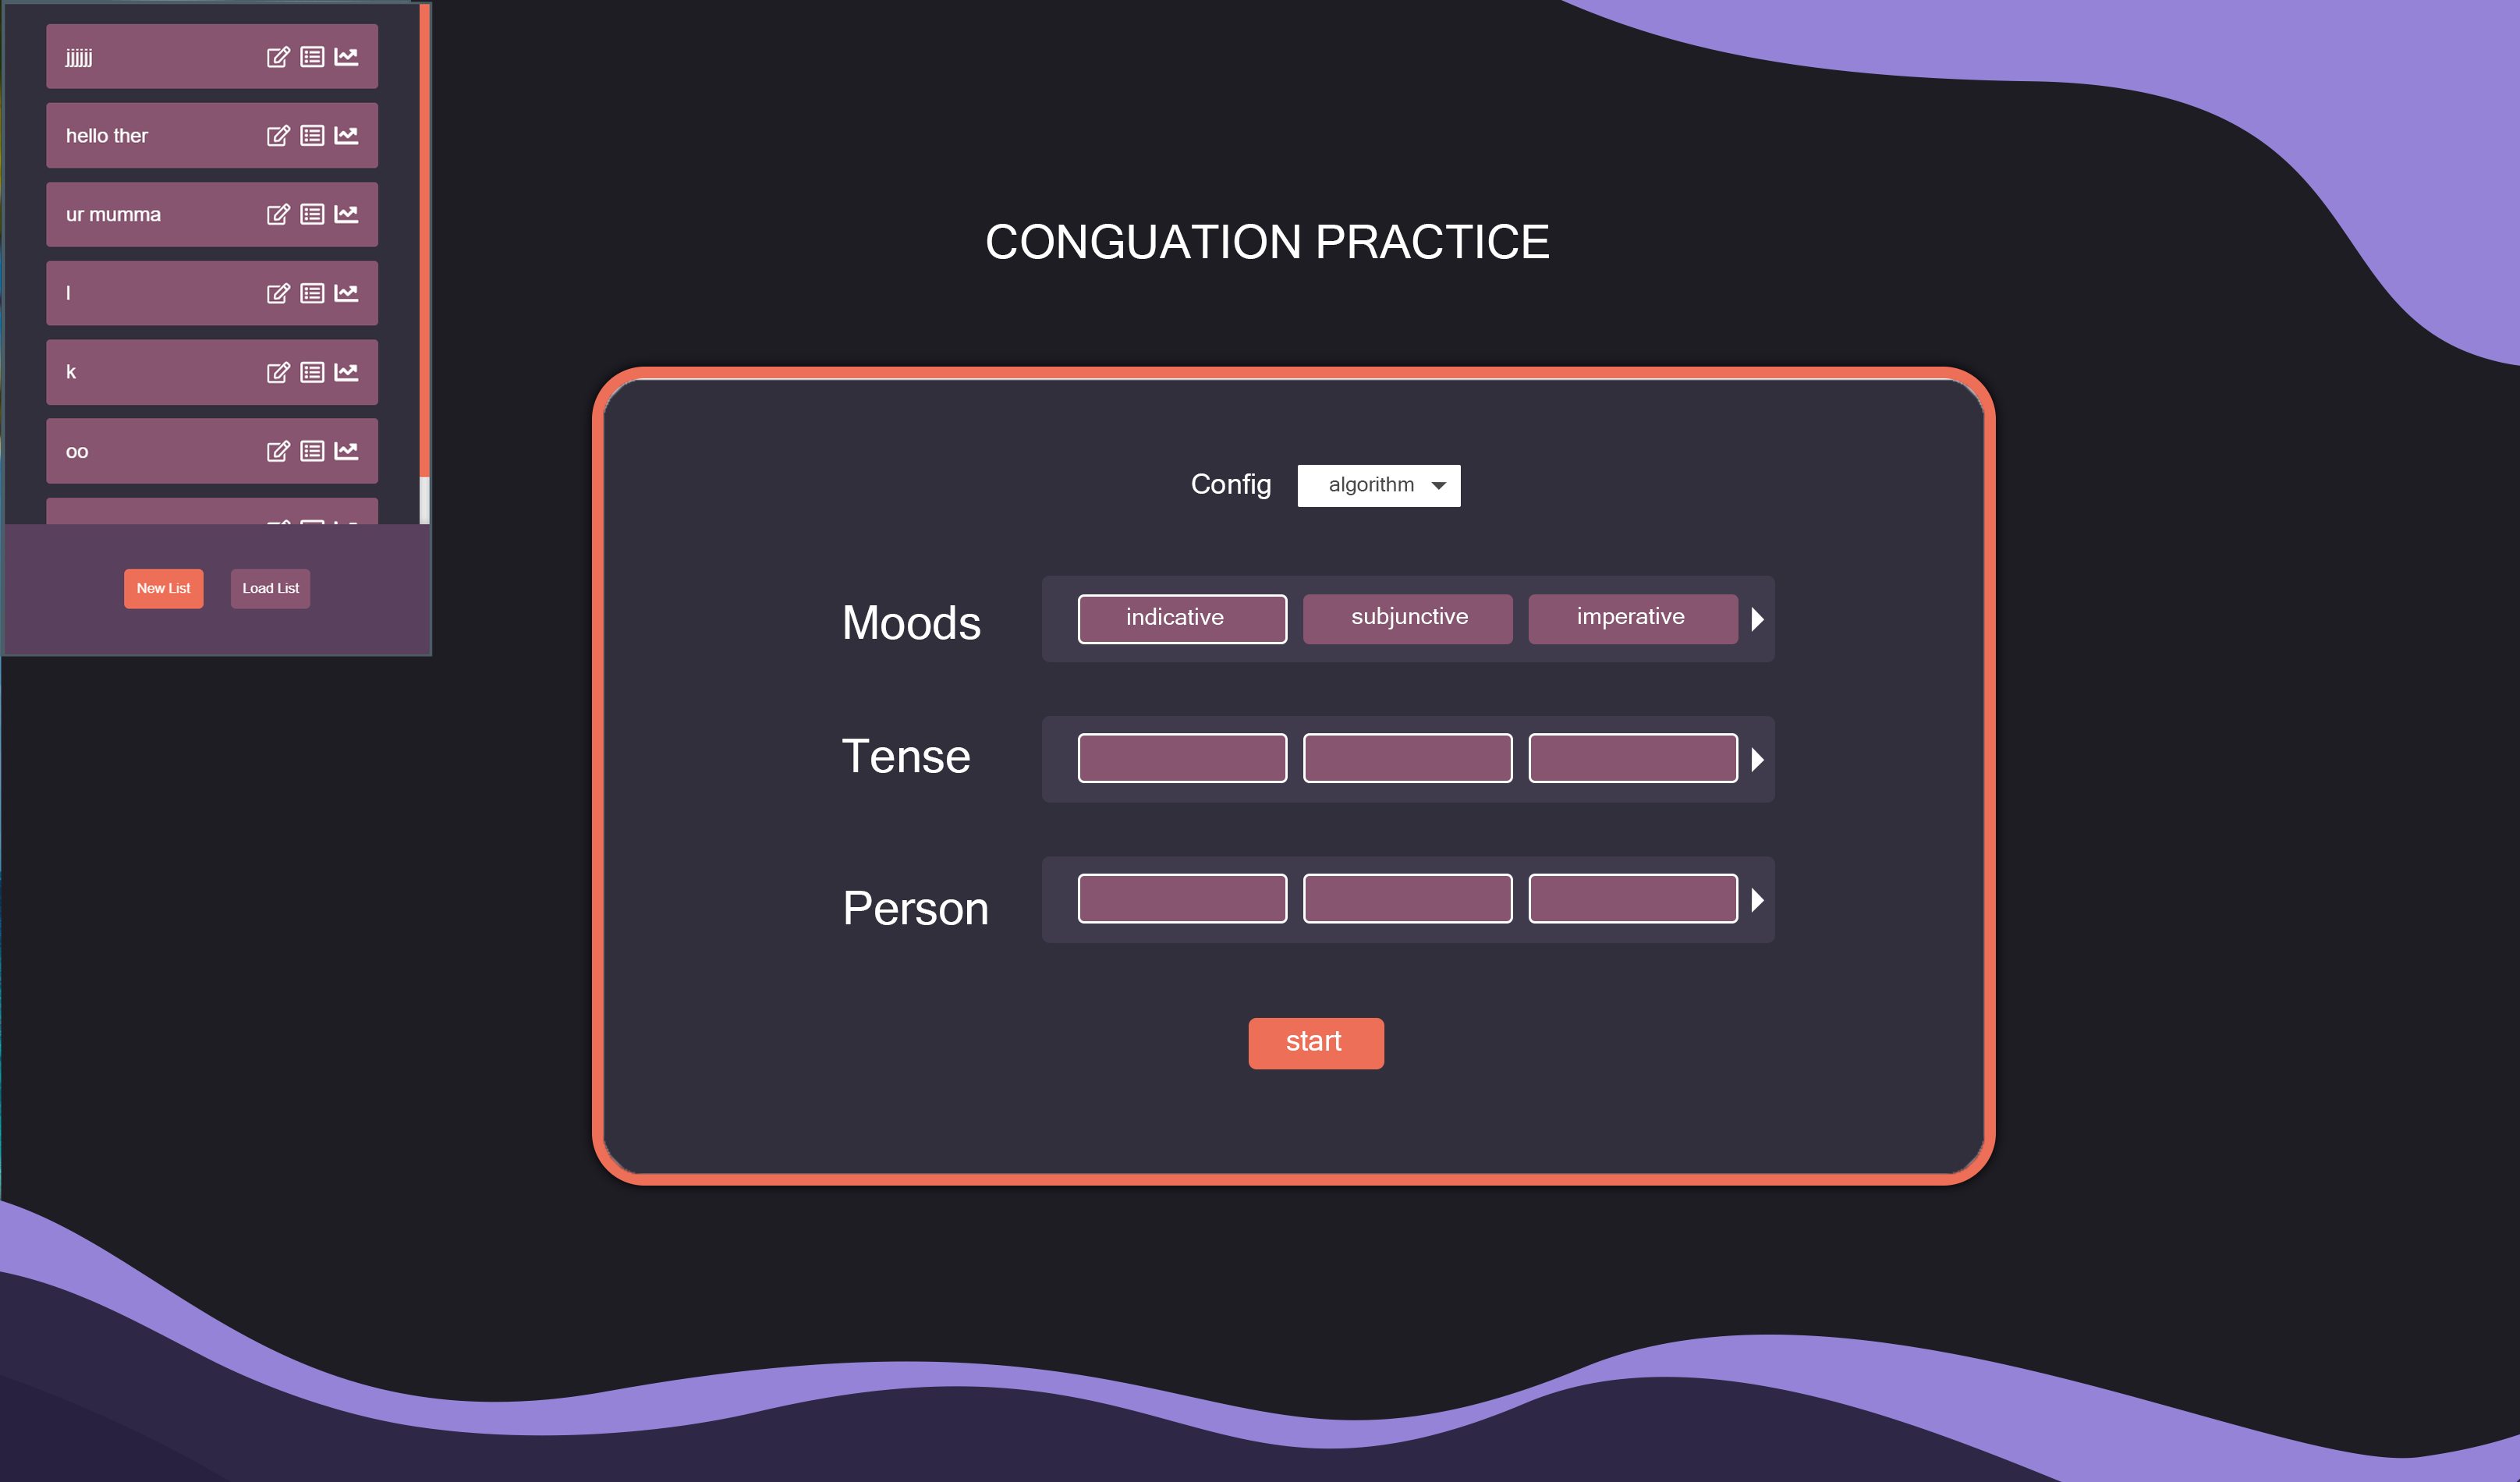 jjjjjj
hello ther
ur mumma
l
k
oo
New List Load List
CONGUATION PRACTICE
Config algorithm
Moods indicative subjunctive imperative
Tense
Person
start